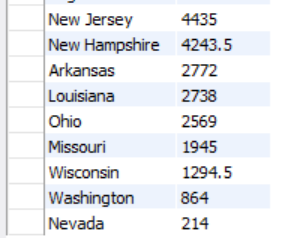 New Jersey 4435
New Hampshire 4243.5
Arkansas 2772
Louisiana 2738
Ohio 2569
Missouri 1945
Wisconsin 1294.5
Washington 864
Nevada 214